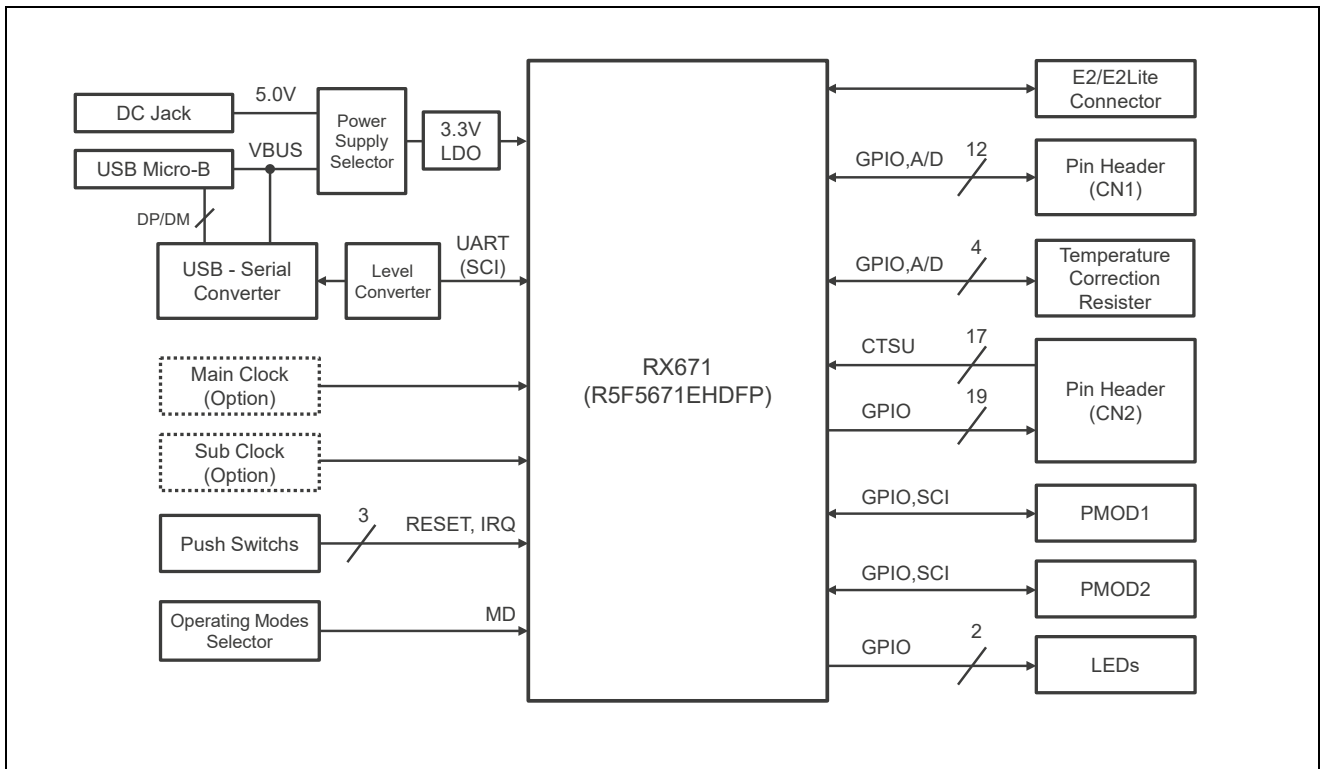 DC Jack
5.0V
Power
Supply
Selector
3.3V
LDO
USB Micro-B
VBUS
DP/DM
USB - Serial
Converter
Level
Converter
UART
(SCI)
Main Clock
(Option)
Sub Clock
(Option)
Push Switchs
3
RESET, IRQ
Operating Modes
Selector
MD
RX671
(R5F5671EHDFP)
E2/E2Lite
Connector
GPIO,A/D
12
Pin Header
(CN1)
GPIO,A/D
4
Temperature
Correction
Resister
CTSU
17
GPIO
19
Pin Header
(CN2)
GPIO,SCI
PMOD1
GPIO,SCI
PMOD2
GPIO
2
LEDs